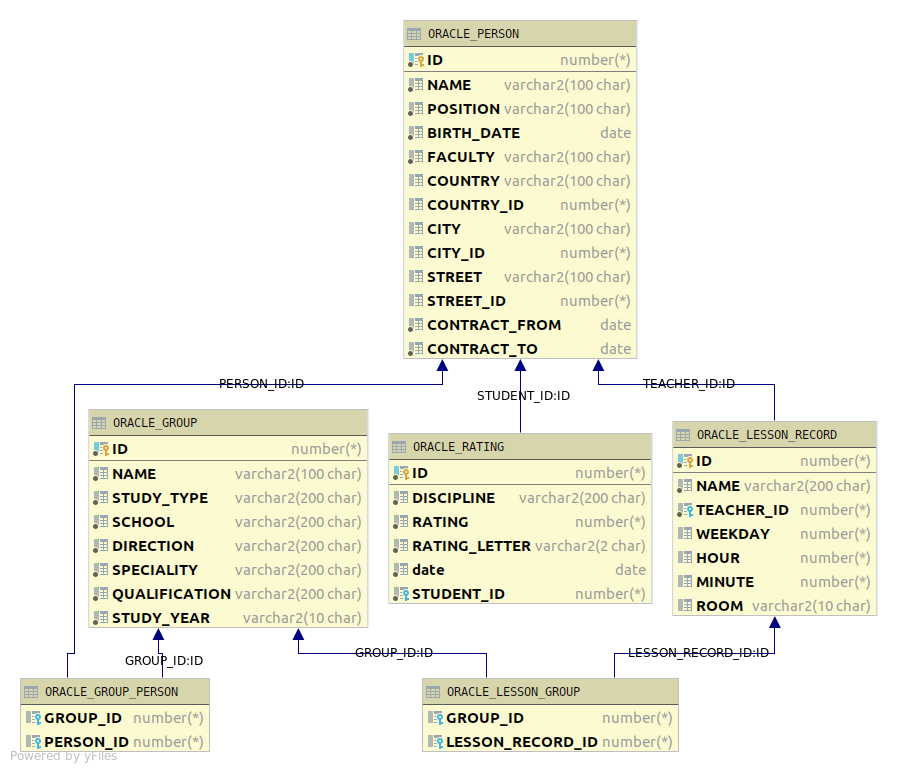 ORACLE_PERSON
ID number(*)
NAME varchar2(100 char)
POSITION varchar2(100 char)
BIRTH_DATE date
FACULTY varchar2(100 char)
COUNTRY varchar2(100 char)
COUNTRY_ID number(*)
CITY varchar2(100 char)
CITY_ID number(*)
STREET varchar2(100 char)
STREET_ID number(*)
CONTRACT_FROM date
CONTRACT_TO date
PERSON_ID:ID
STUDENT_ID:ID
TEACHER_ID:ID
ORACLE_GROUP
ID number(*)
NAME varchar2(100 char)
STUDY_TYPE varchar2(200 char)
SCHOOL varchar2(200 char)
DIRECTION varchar2(200 char)
SPECIALITY varchar2(200 char)
QUALIFICATION varchar2(200 char)
STUDY_YEAR varchar2(10 char)
ORACLE_RATING
ID number(*)
DISCIPLINE varchar2(200 char)
RATING number(*)
RATING_LETTER varchar2(2 char)
date date
STUDENT_ID number(*)
ORACLE_LESSON_RECORD
ID number(*)
NAME varchar2(200 char)
TEACHER_ID number(*)
WEEKDAY number(*)
HOUR number(*)
MINUTE number(*)
ROOM varchar2(10 char)
GROUP_ID:ID
GROUP_ID:ID
LESSON_RECORD_ID:ID
ORACLE_GROUP_PERSON
GROUP_ID number(*)
PERSON_ID number(*)
ORACLE_LESSON_GROUP
GROUP_ID number(*)
LESSON_RECORD_ID number(*)
Powered by yFiles